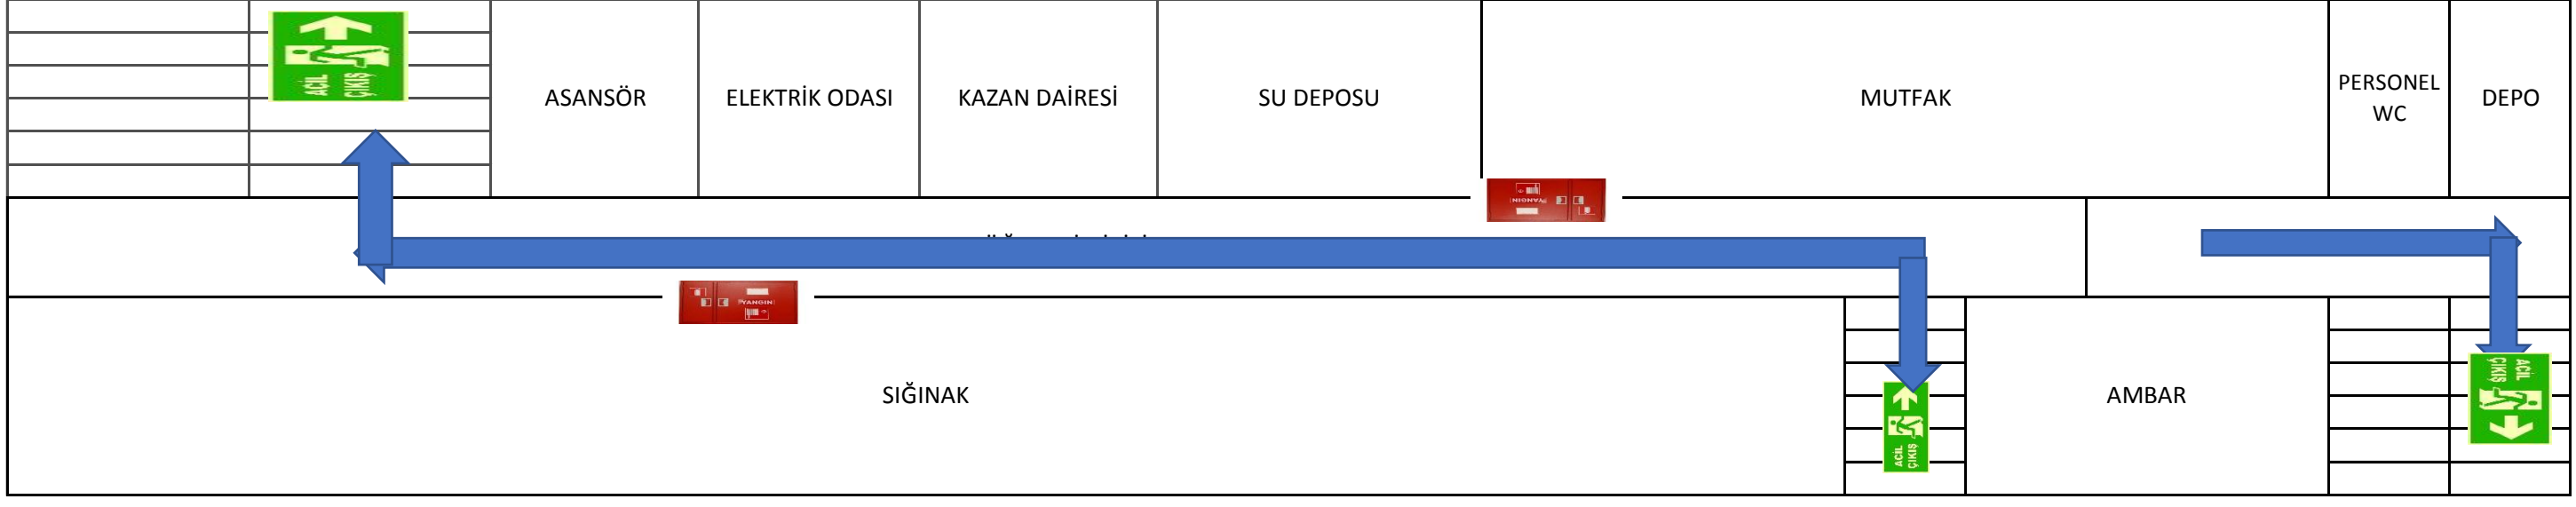 ACİL
ÇIKIŞ
ASANSÖR
ELEKTRİK ODASI
KAZAN DAİRESİ
SU DEPOSU
MUTFAK
PERSONEL
WC
DEPO
YANGIN
YANGIN
SIĞINAK
ACİL
ÇIKIŞ
AMBAR
ACİL
ÇIKIŞ